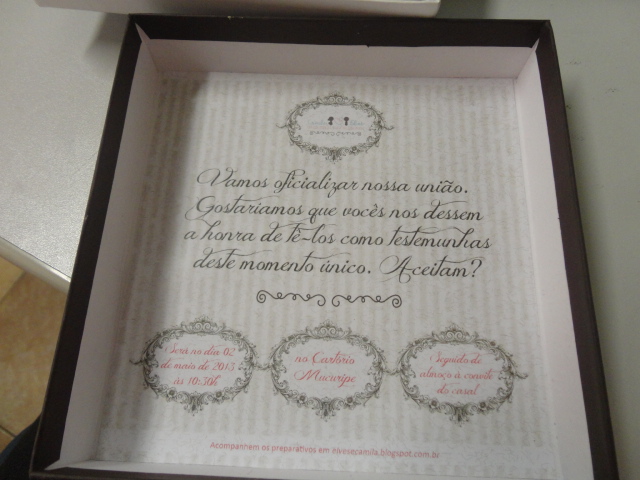 Vamos oficializar nossa união.
Gostaríamos que vocês nos dessem
a honra de tê-los como testemunhas
deste momento único. Aceitam?
Será no dia 02
de maio de 2013
às 10:30h
no Cartório
Mucuripe
Seguido de
almoço à convite
do casal
Acompanhem os preparativos em